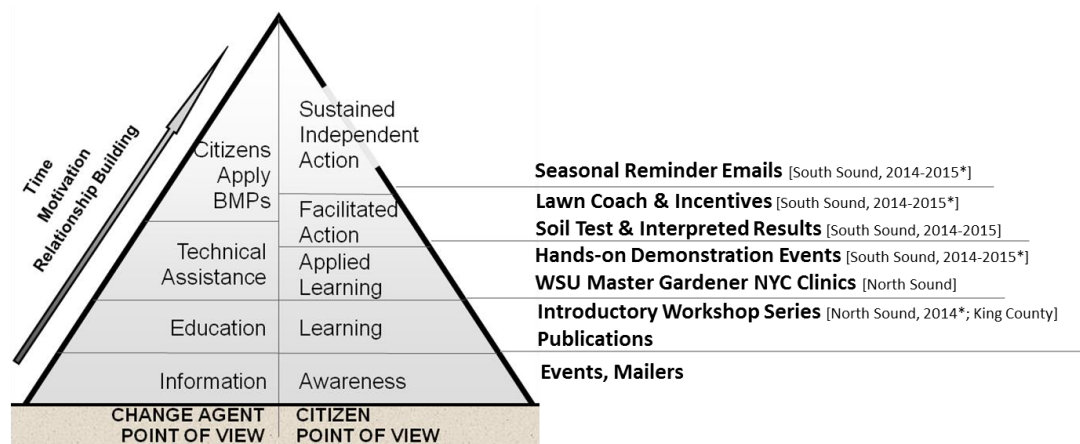 Time
Motivation
Relationship Building
Citizens
Apply
BMPs
Technical
Assistance
Education
Information
CHANGE AGENT
POINT OF VIEW
Sustained
Independent
Action
Facilitated
Action
Applied
Learning
Learning
Awareness
CITIZEN
POINT OF VIEW
Seasonal Reminder Emails [South Sound, 2014-2015*]
Lawn Coach & Incentives [South Sound, 2014-2015*]
Soil Test & Interpreted Results [South Sound, 2014-2015]
Hands-on Demonstration Events [South Sound, 2014-2015*]
WSU Master Gardener NYC Clinics [North Sound]
Introductory Workshop Series [North Sound, 2014*; King County]
Publications
Events, Mailers